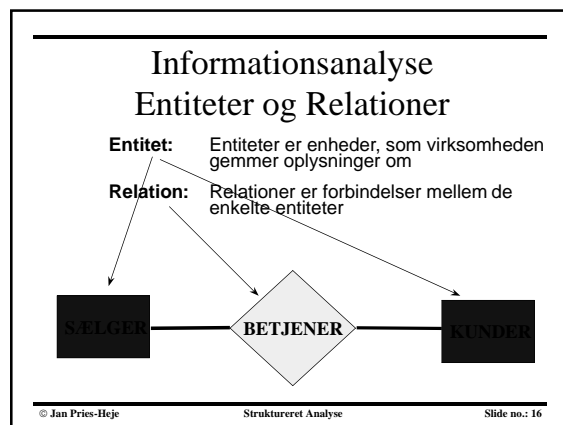 Informationsanalyse
Entiteter og Relationer
Entitet: Entiteter er enheder, som virksomheden
gemmer oplysninger om
Relation: Relationer er forbindelser mellem de
enkelte entiteter
SÆLGER BETJENER KUNDER
© Jan Pries-Heje Struktureret Analyse Slide no.: 16